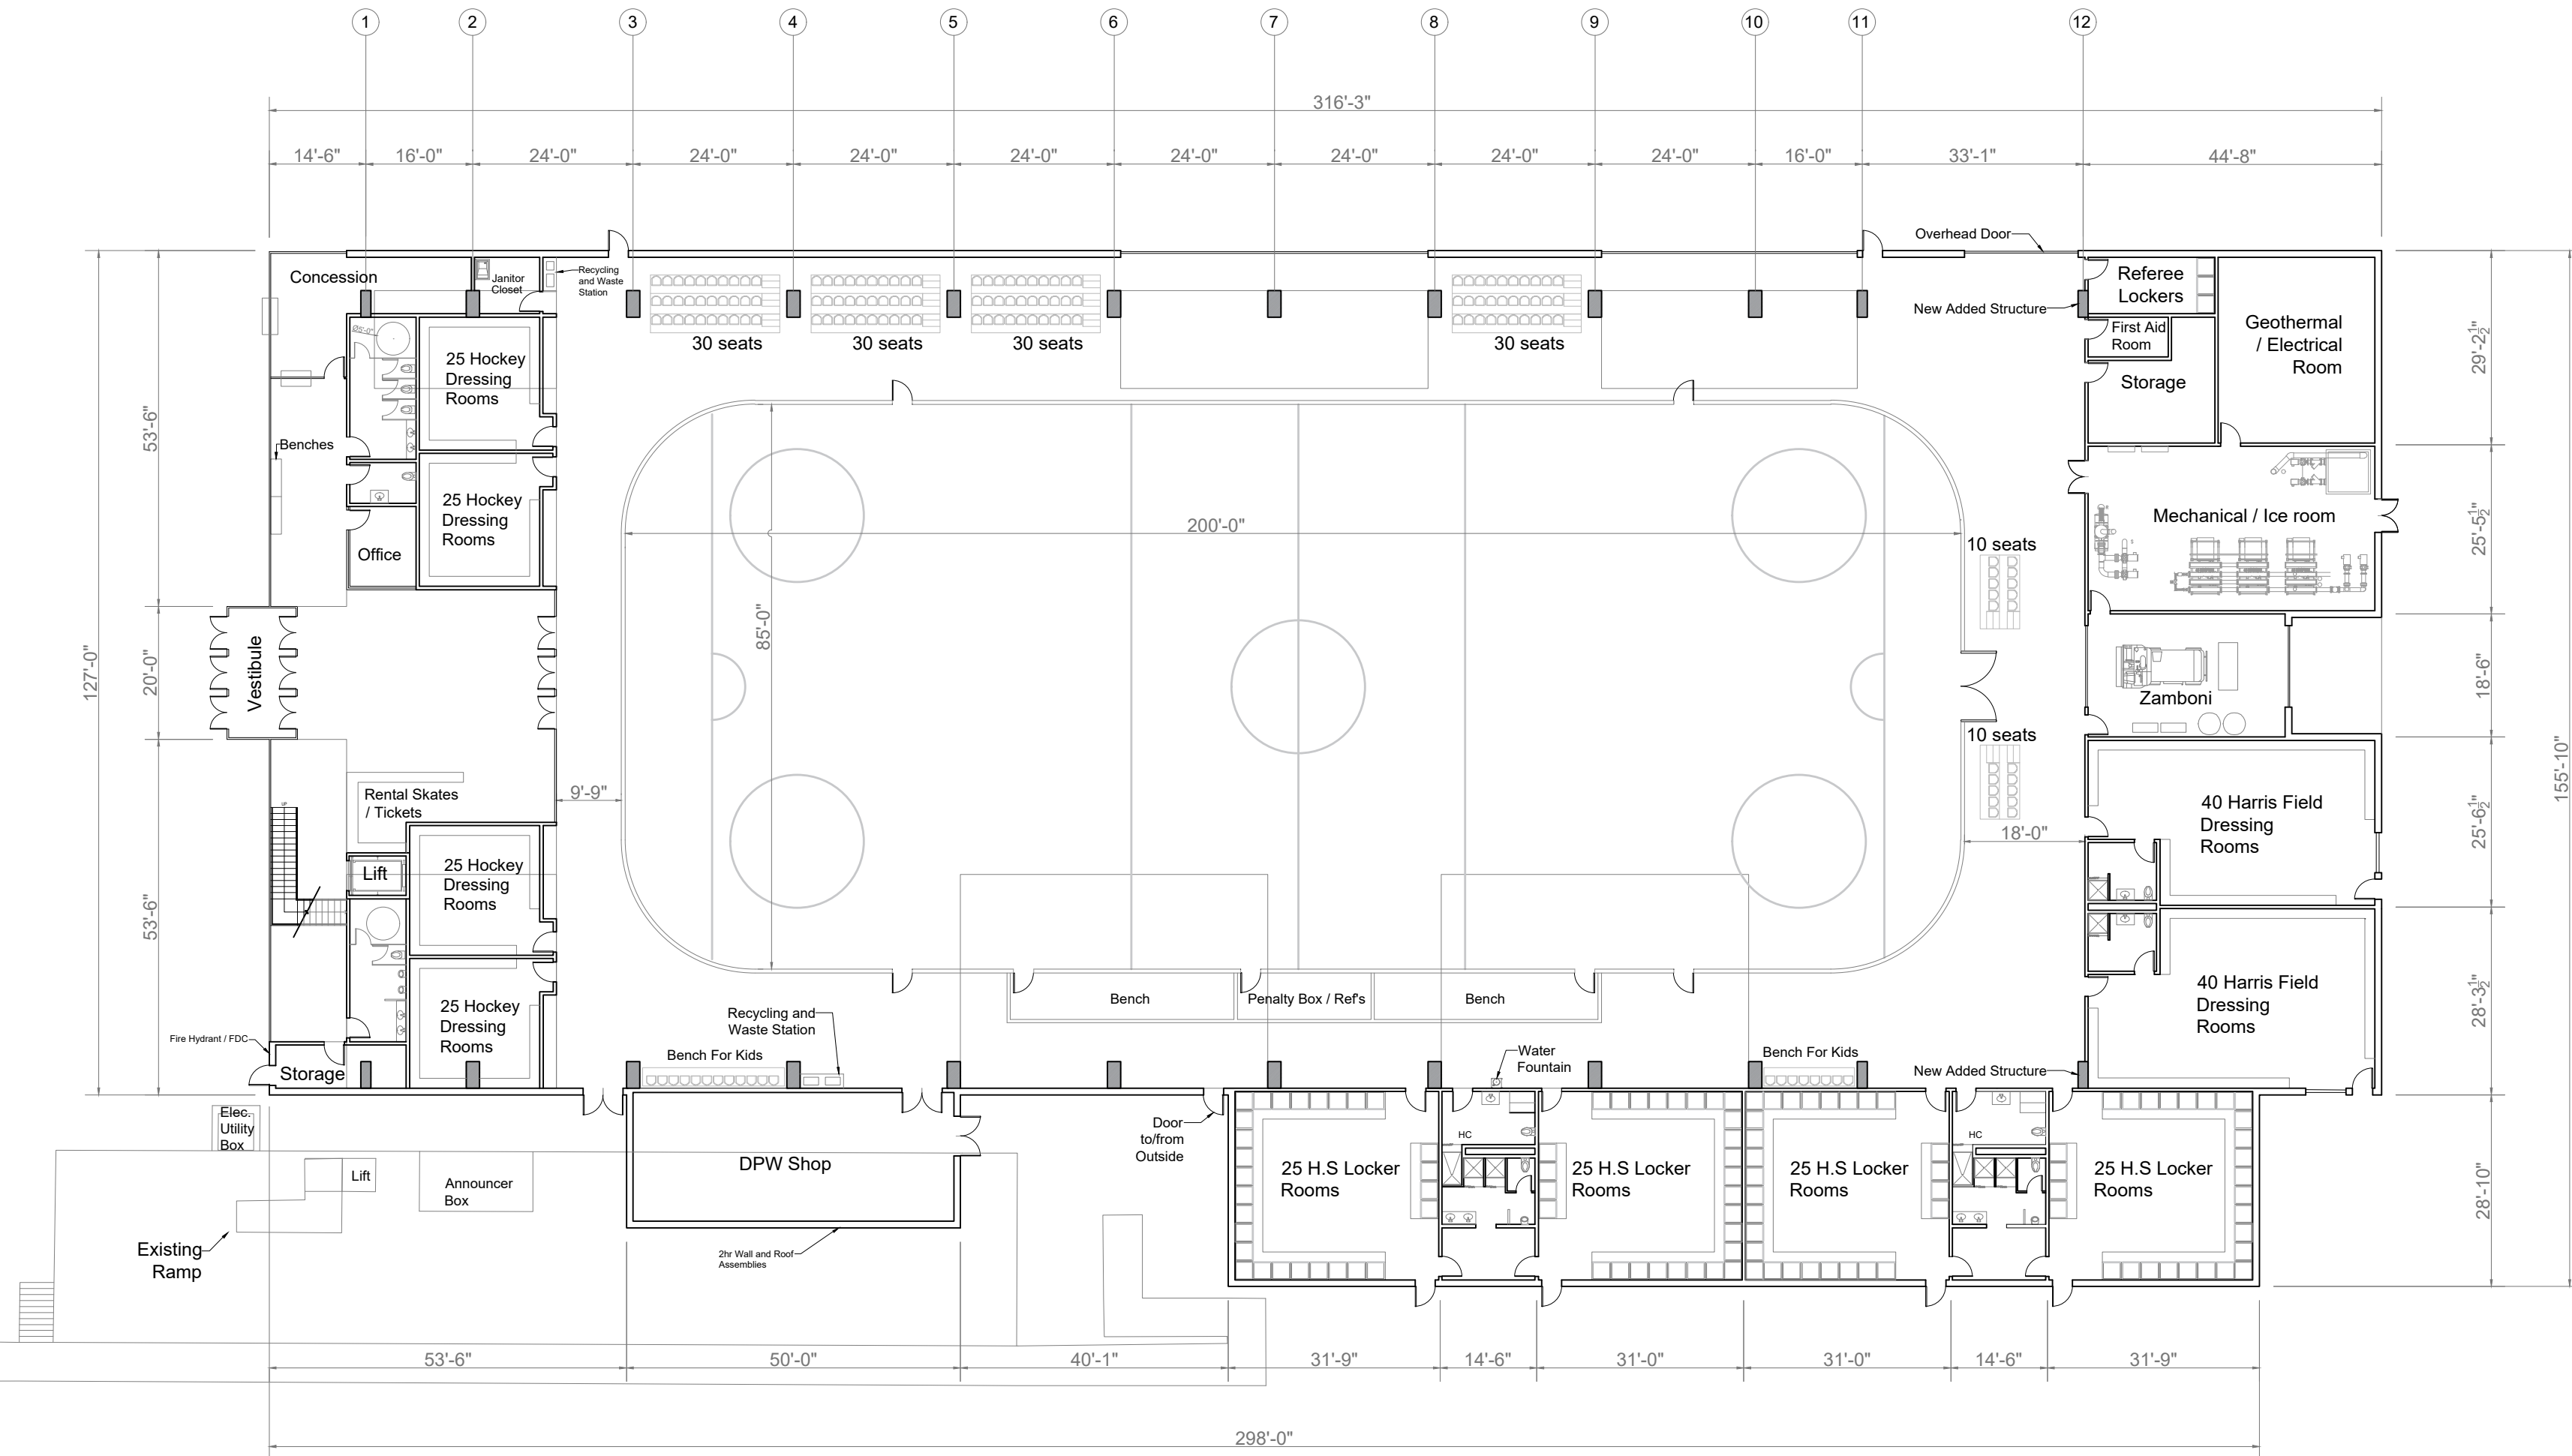 1 2 3 4 5 6 7 8 9 10 11 12
316'-3"
14'-6" 16'-0" 24'-0" 24'-0" 24'-0" 24'-0" 24'-0" 24'-0" 24'-0" 24'-0" 16'-0" 33'-1" 44'-8"
Overhead Door
Concession
Janitor
Closet
Recycling
and Waste
Station
Referee
Lockers
New Added Structure
30 seats
30 seats
30 seats
30 seats
First Aid
Room
Geothermal
/ Electrical
Room
Storage
Ø5'-0"
25 Hockey
Dressing
Rooms
Benches
25 Hockey
Dressing
Rooms
Office
53'-6"
20'-0"
53'-6"
127'-0"
Vestibule
200'-0"
85'-0"
10 seats
Mechanical / Ice room
Zamboni
10 seats
29'-2½"
25'-5½"
18'-6"
25'-6½"
28'-3½"
28'-10"
155'-10"
Rental Skates
/ Tickets
9'-9"
18'-0"
UP
Lift
25 Hockey
Dressing
Rooms
25 Hockey
Dressing
Rooms
40 Harris Field
Dressing
Rooms
40 Harris Field
Dressing
Rooms
Bench
Penalty Box / Ref's
Bench
Recycling and
Waste Station
Fire Hydrant / FDC
Storage
Bench For Kids
Water
Fountain
Bench For Kids
New Added Structure
Elec.
Utility
Box
Door
to/from
Outside
HC
HC
DPW Shop
Lift
Announcer
Box
25 H.S Locker
Rooms
25 H.S Locker
Rooms
25 H.S Locker
Rooms
25 H.S Locker
Rooms
Existing
Ramp
2hr Wall and Roof
Assemblies
53'-6" 50'-0" 40'-1" 31'-9" 14'-6" 31'-0" 31'-0" 14'-6" 31'-9"
298'-0"